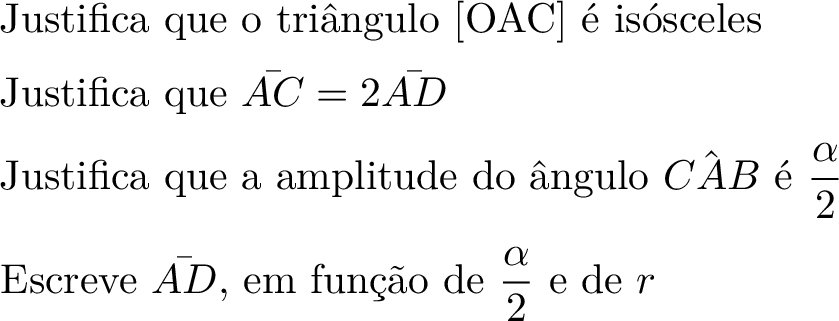 Justifica que o triângulo [OAC] é isósceles
Justifica que $\bar{AC} = 2\bar{AD}$
Justifica que a amplitude do ângulo $C\hat{A}B$ é $\dfrac{\alpha}{2}$
Escreve $\bar{AD}$, em função de $\dfrac{\alpha}{2}$ e de $r$